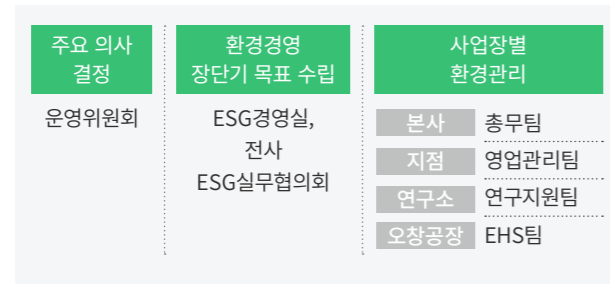 주요 의사
결정
운영위원회
환경경영
장단기 목표 수립
ESG경영실,
전사
ESG실무협의회
사업장별
환경관리
본사 총무팀
지점 영업관리팀
연구소 연구지원팀
오창공장 EHS팀